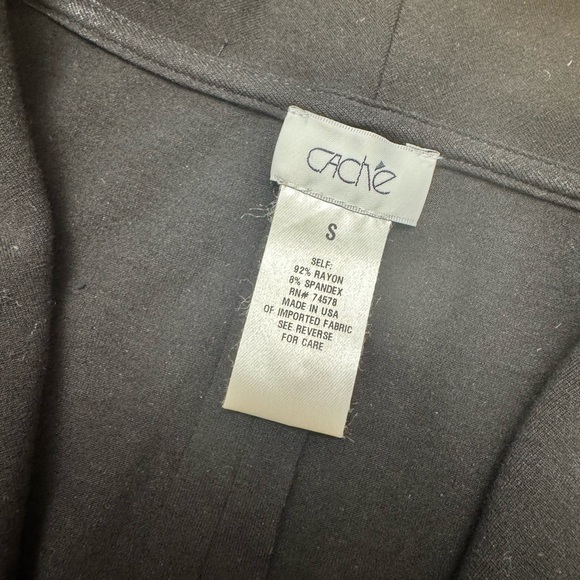 CAChé
S
SELF:
92% RAYON
8% SPANDEX
RN# 74578
MADE IN USA
OF IMPORTED FABRIC
SEE REVERSE
FOR CARE